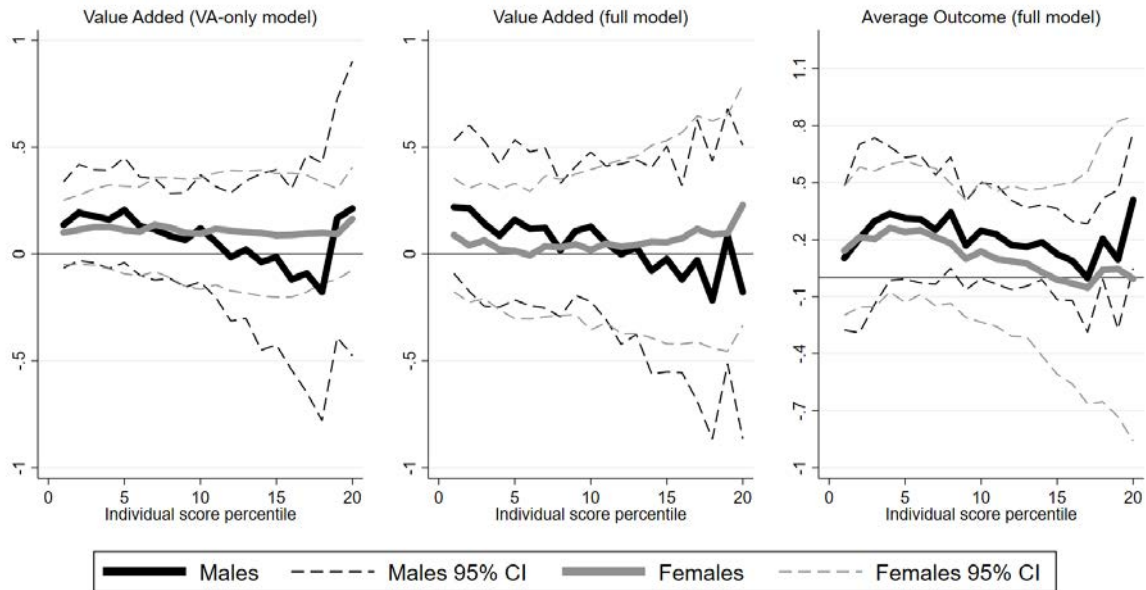 Value Added (VA-only model)
1
.5
0
-.5
-1
0 5 10 15 20
Individual score percentile
Value Added (full model)
1
.5
0
-.5
-1
0 5 10 15 20
Individual score percentile
Average Outcome (full model)
1.1
.8
.5
.2
-.1
-.4
-.7
-1
0 5 10 15 20
Individual score percentile
Males Males 95% CI Females Females 95% CI